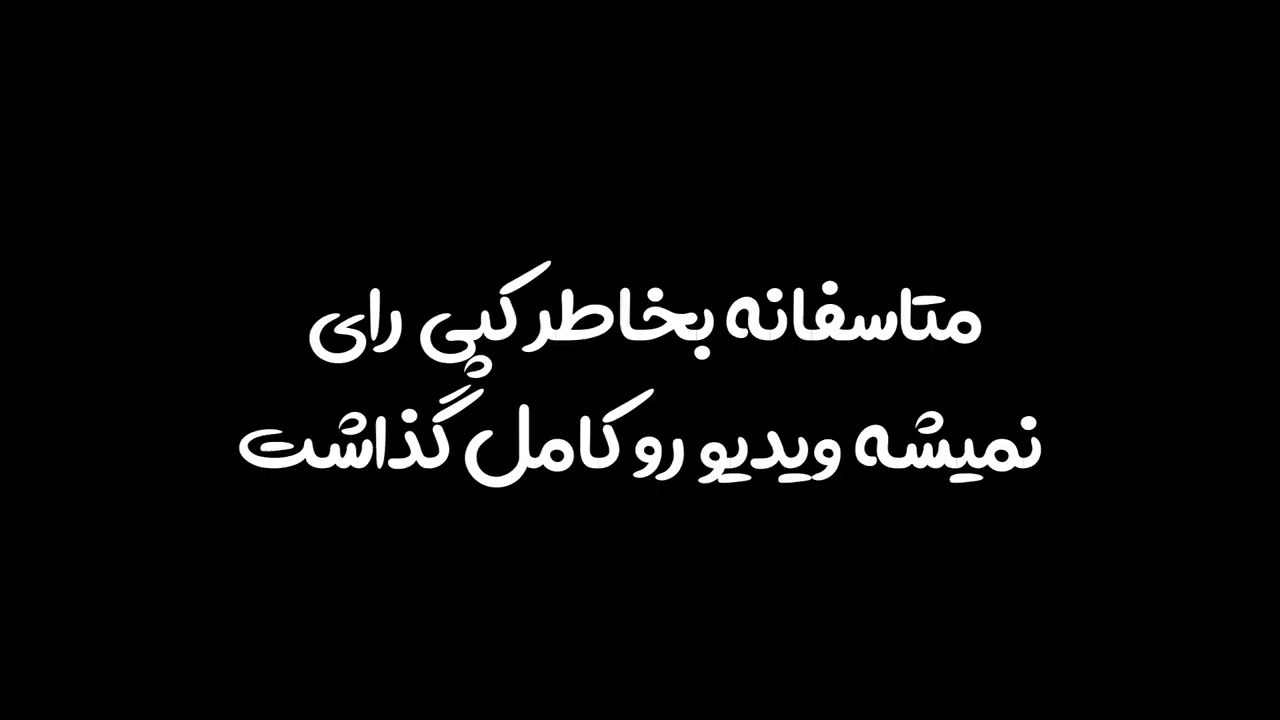 متاسفانه بخاطر کپی رای
نمیشه ویدیو رو کامل گذاشت